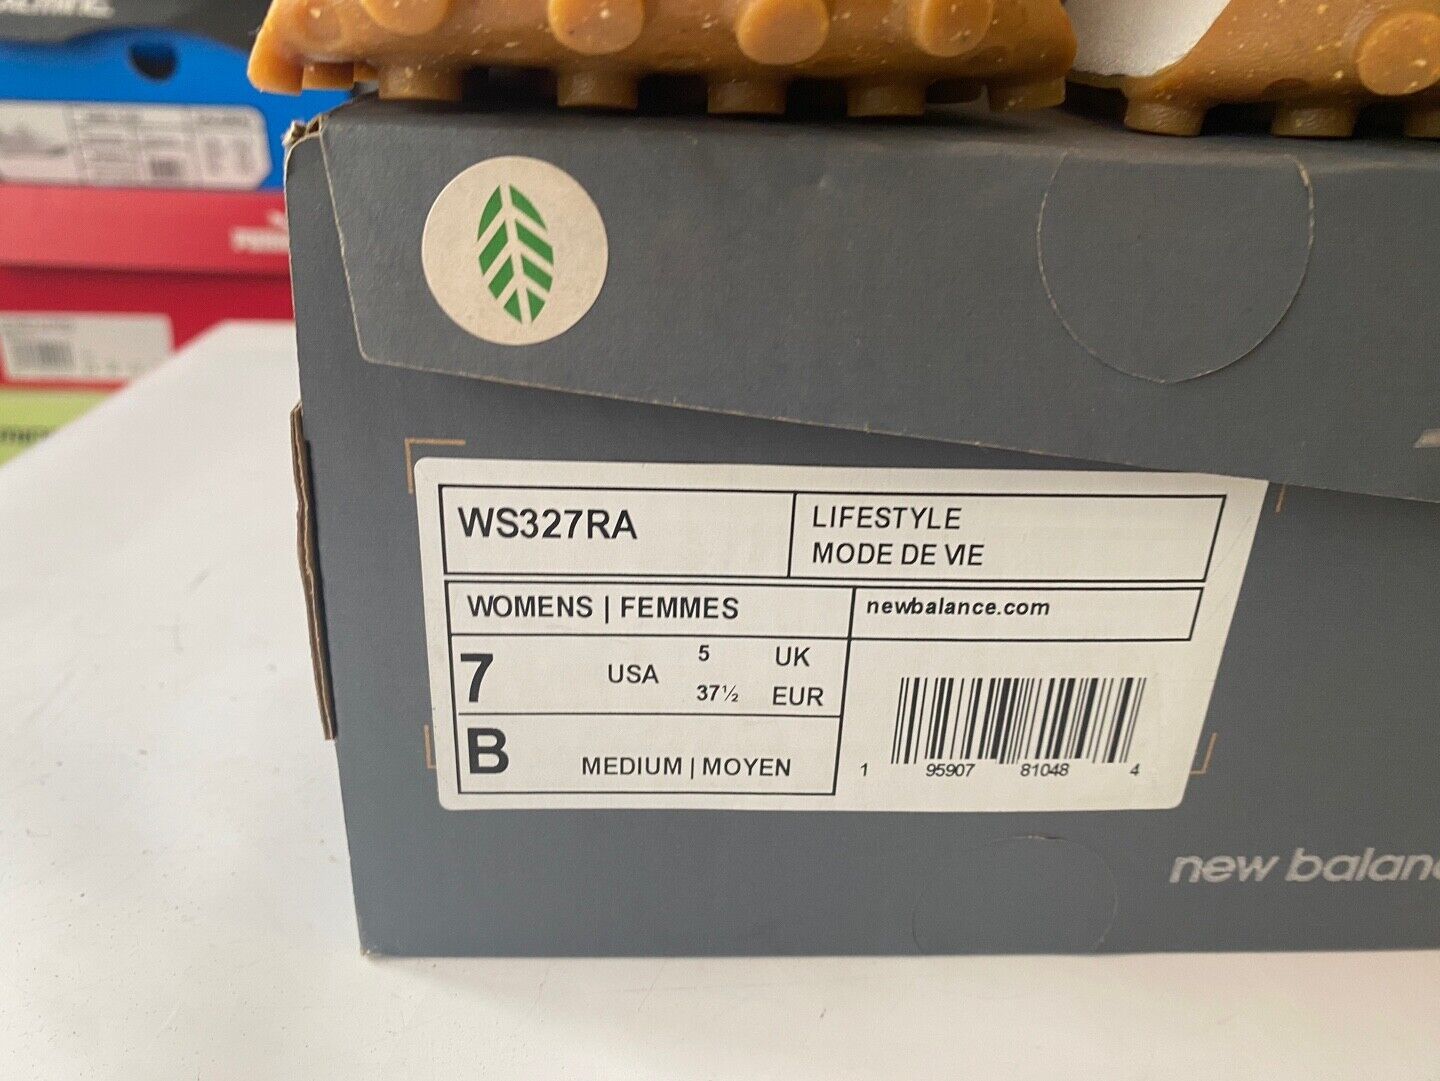 WS327RA
LIFESTYLE
MODE DE VIE
WOMENS | FEMMES
newbalance.com
7 USA 5 UK
37½ EUR
B MEDIUM | MOYEN
1 95907 81048 4
new balanc